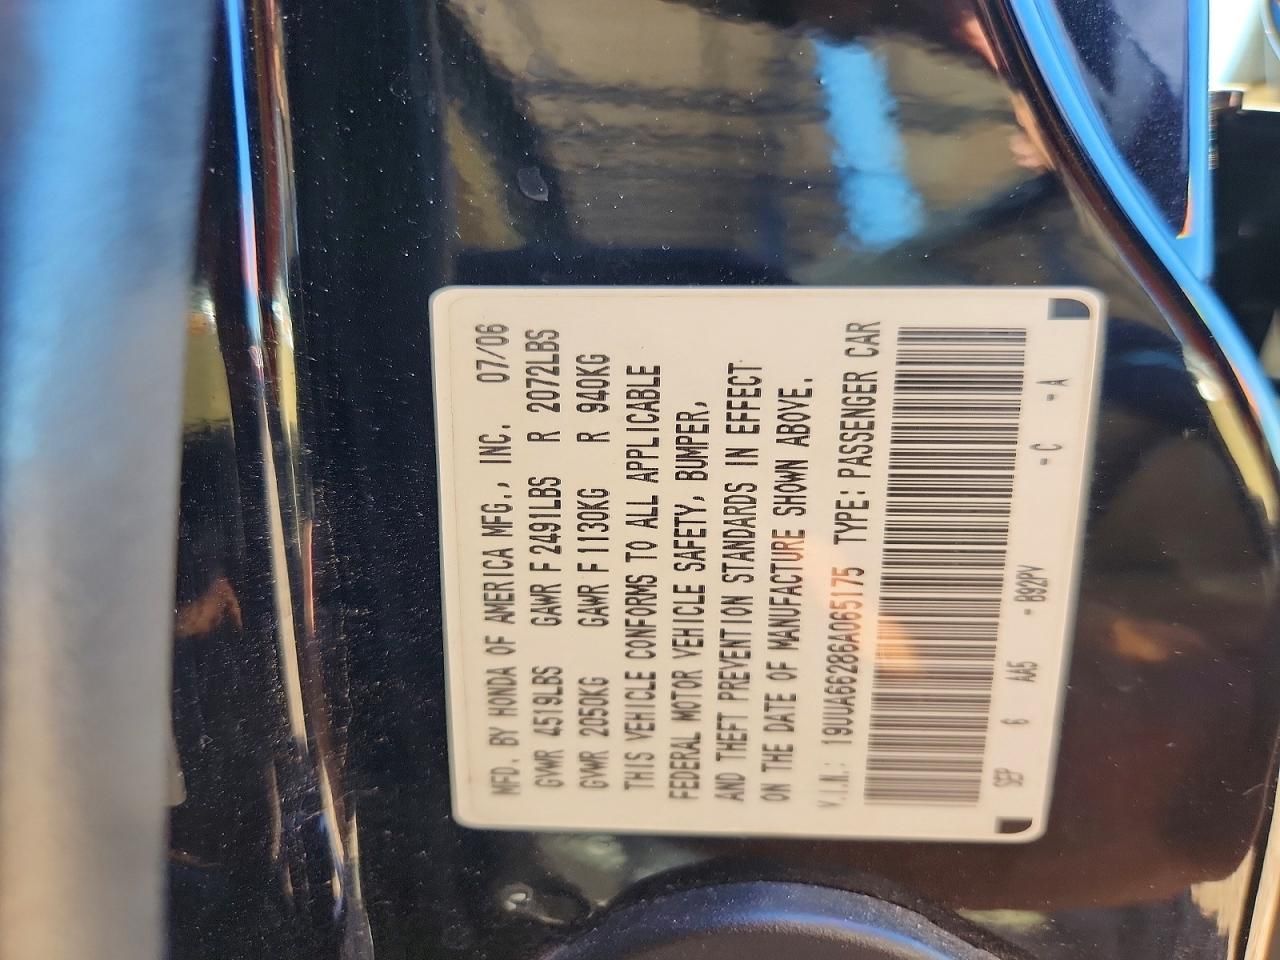 MFD. BY HONDA OF AMERICA MFG., INC. 07/06
GVWR 4519LBS GAWR F 2491LBS R 2072LBS
GVWR 2050KG GAWR F 1130KG R 940KG
THIS VEHICLE CONFORMS TO ALL APPLICABLE
FEDERAL MOTOR VEHICLE SAFETY, BUMPER,
AND THEFT PREVENTION STANDARDS IN EFFECT
ON THE DATE OF MANUFACTURE SHOWN ABOVE.
V.I.N.: 19UUA66286A065175 TYPE: PASSENGER CAR
SEP 6 AA5 - B92PV - C - A